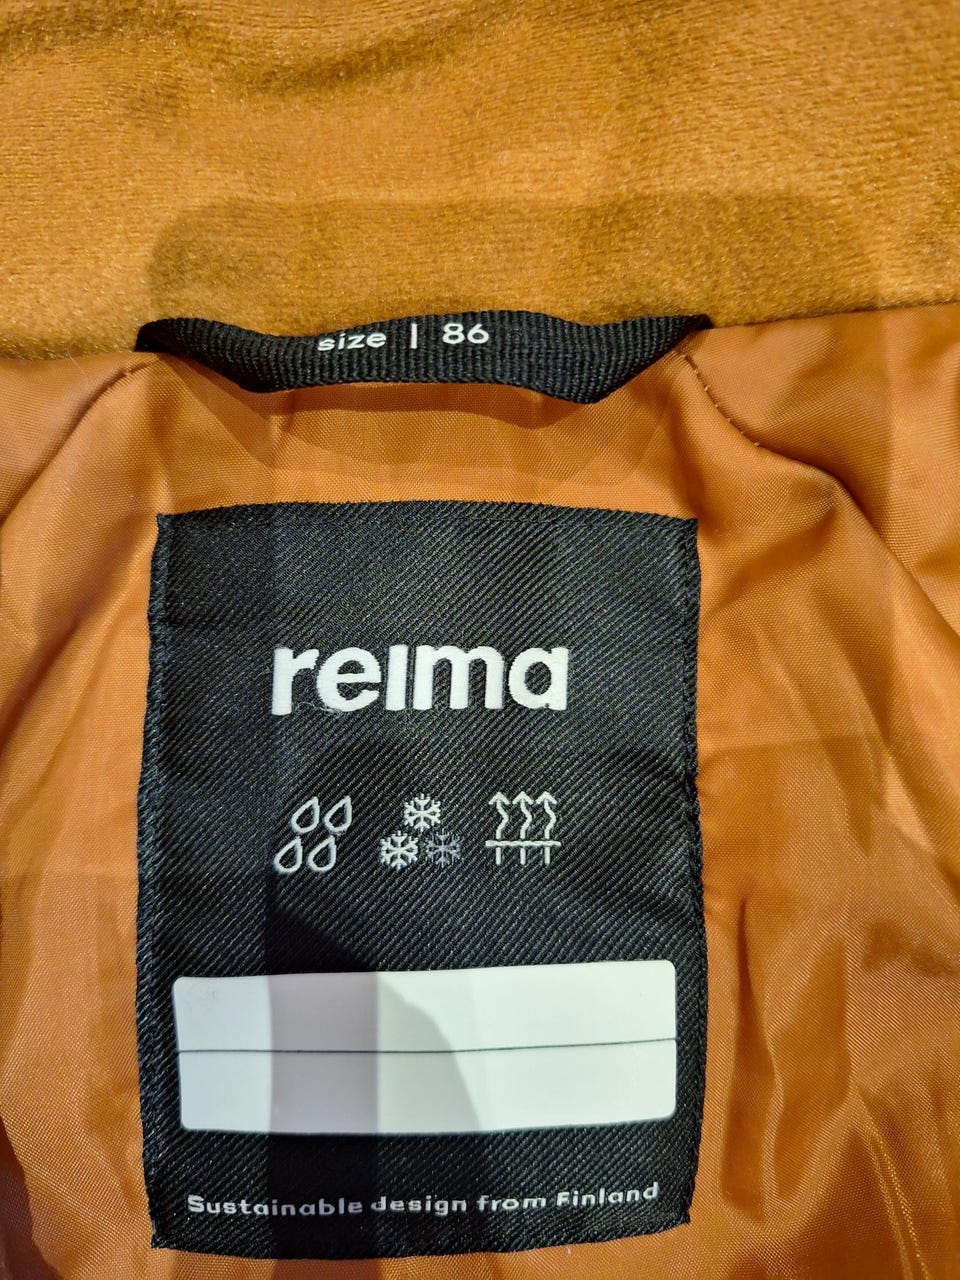 size | 86
reima
Sustainable design from Finland